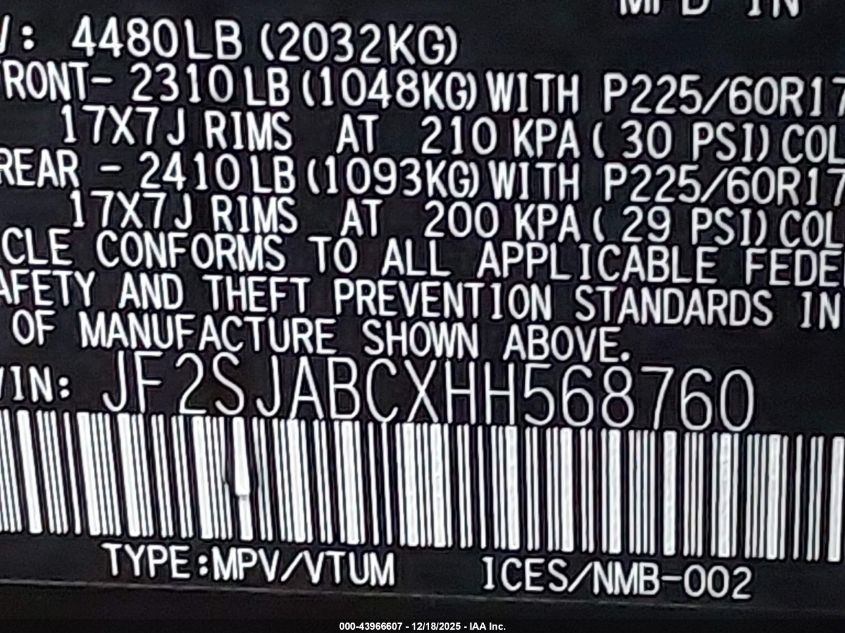 MFD IN
: 4480LB (2032KG)
FRONT- 2310LB(1048KG)WITH P225/60R17
17X7J RIMS AT 210 KPA( 30 PSI)COL
REAR - 2410LB(1093KG)WITH P225/60R17
17X7J RIMS AT 200 KPA( 29 PSI)COL
CLE CONFORMS TO ALL APPLICABLE FEDE
AFETY AND THEFT PREVENTION STANDARDS IN
OF MANUFACTURE SHOWN ABOVE.
VIN: JF2SJABCXHH568760
TYPE:MPV/VTUM ICES/NMB-002
000-43966607 - 12/18/2025 - IAA Inc.